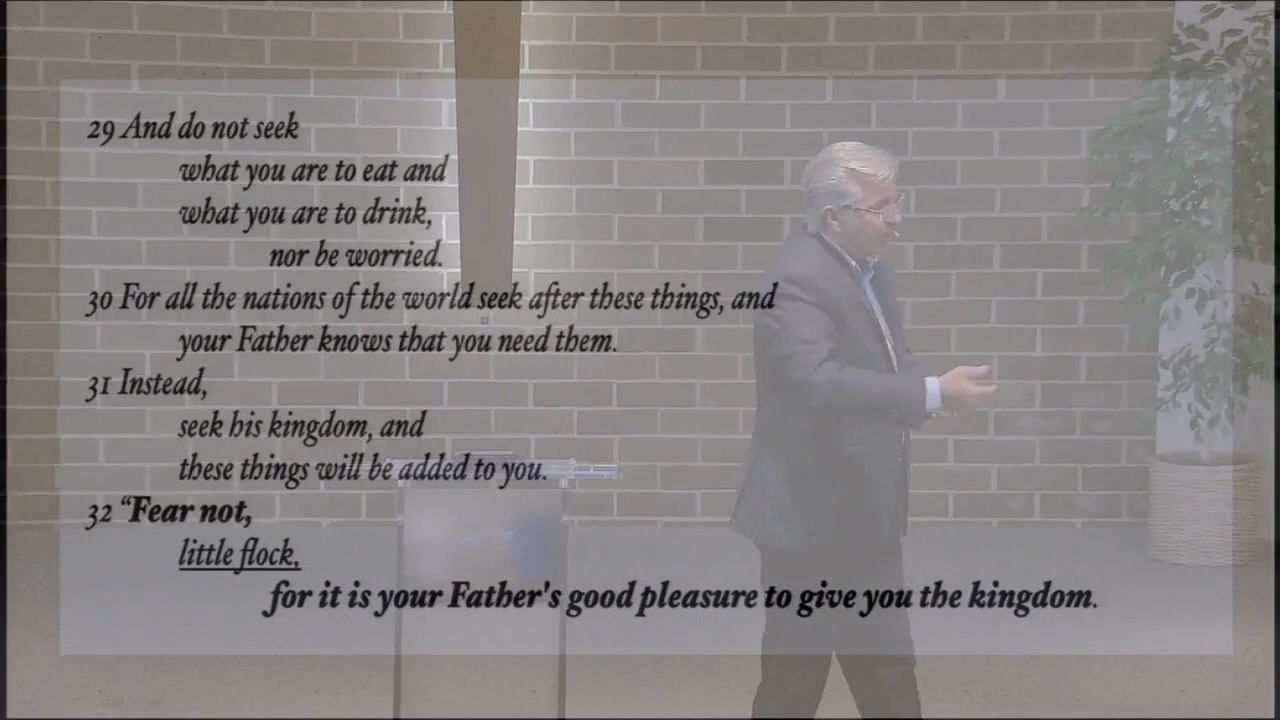 29 And do not seek
what you are to eat and
what you are to drink,
nor be worried.
30 For all the nations of the world seek after these things, and
your Father knows that you need them.
31 Instead,
seek his kingdom, and
these things will be added to you.
32 “Fear not,
little flock,
for it is your Father's good pleasure to give you the kingdom.